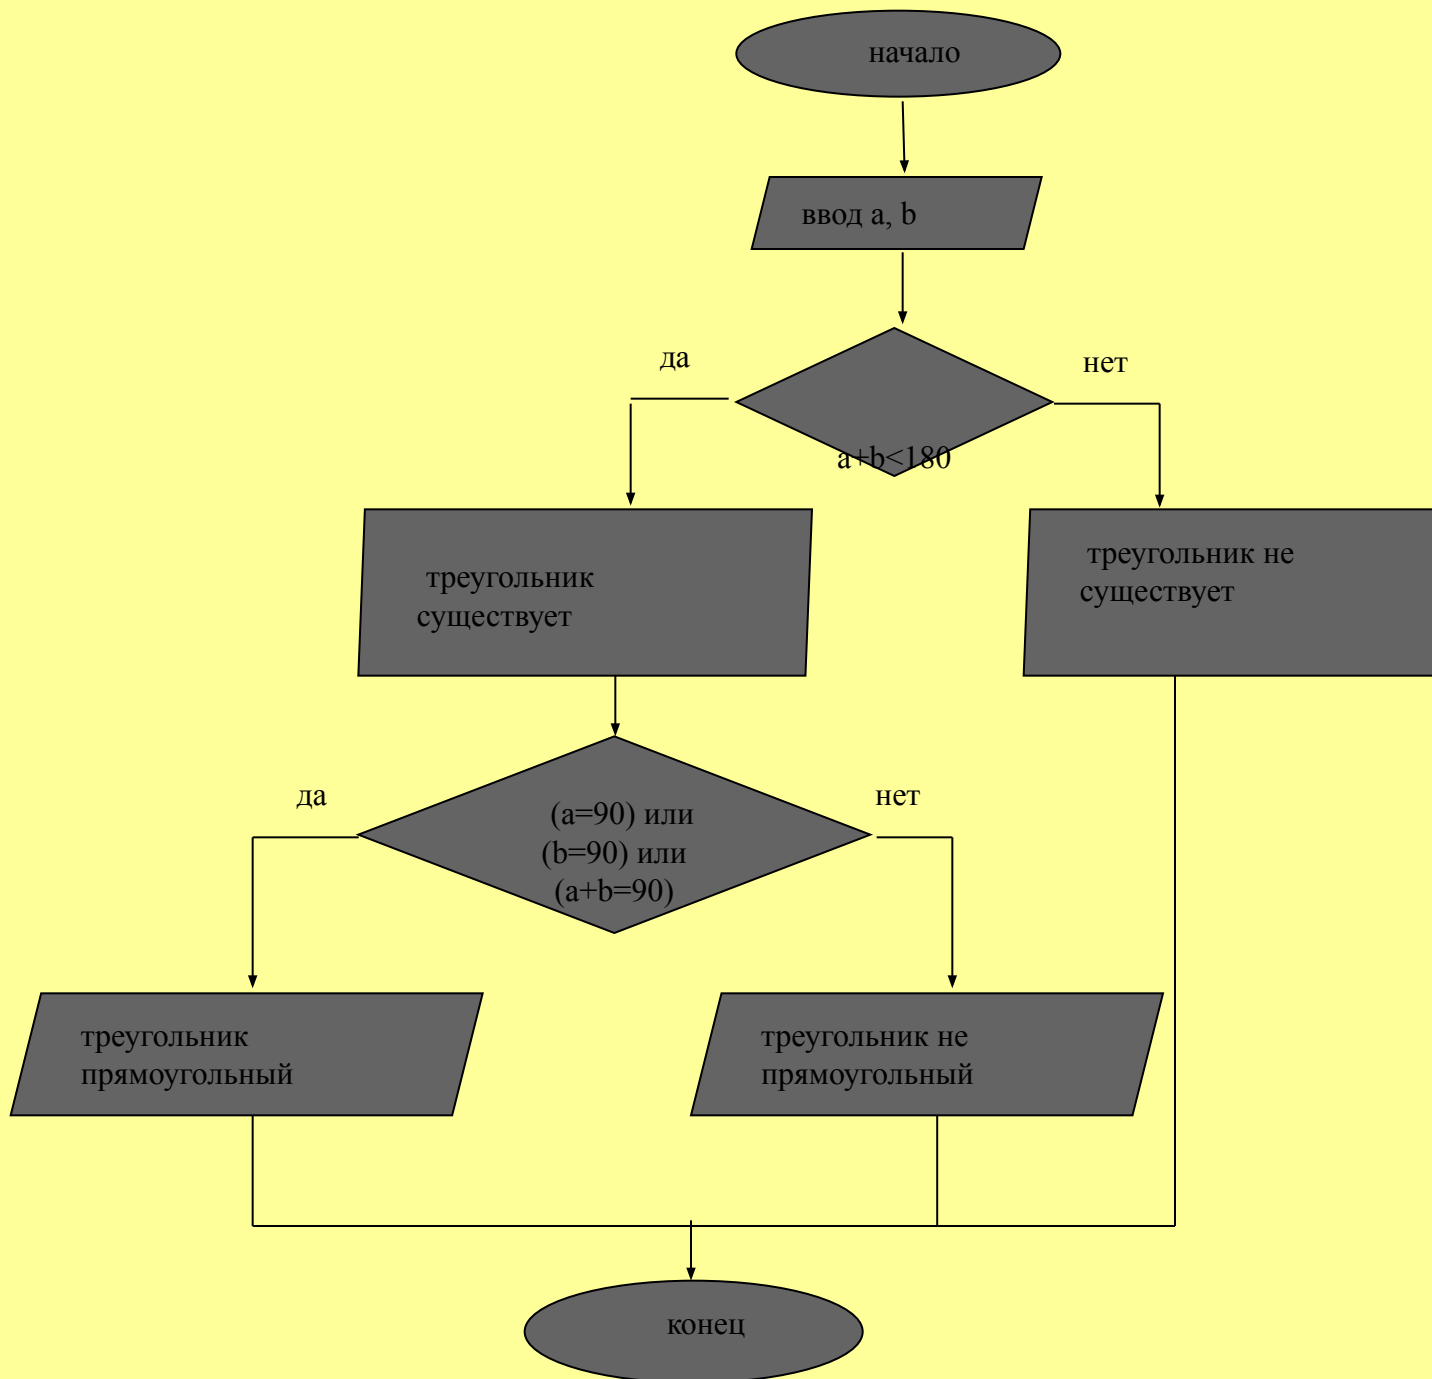 начало
ввод a, b
да
нет
a+b<180
треугольник
существует
треугольник не
существует
да
нет
(a=90) или
(b=90) или
(a+b=90)
треугольник
прямоугольный
треугольник не
прямоугольный
конец